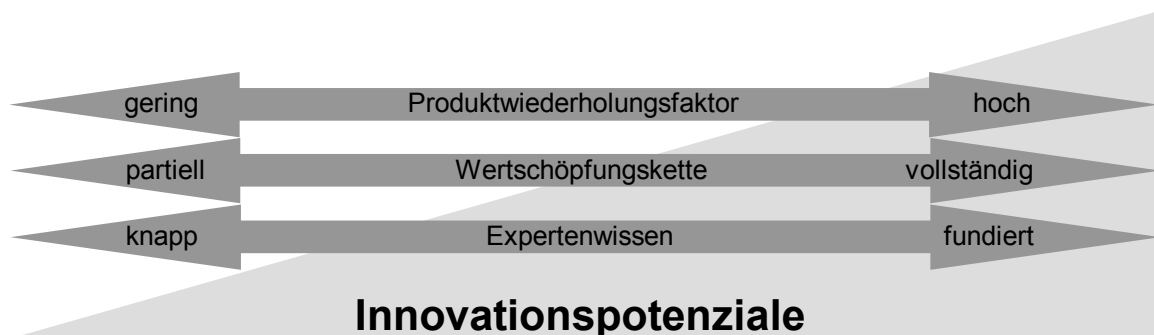 gering Produktwiederholungsfaktor hoch
partiell Wertschöpfungskette vollständig
knapp Expertenwissen fundiert
Innovationspotenziale